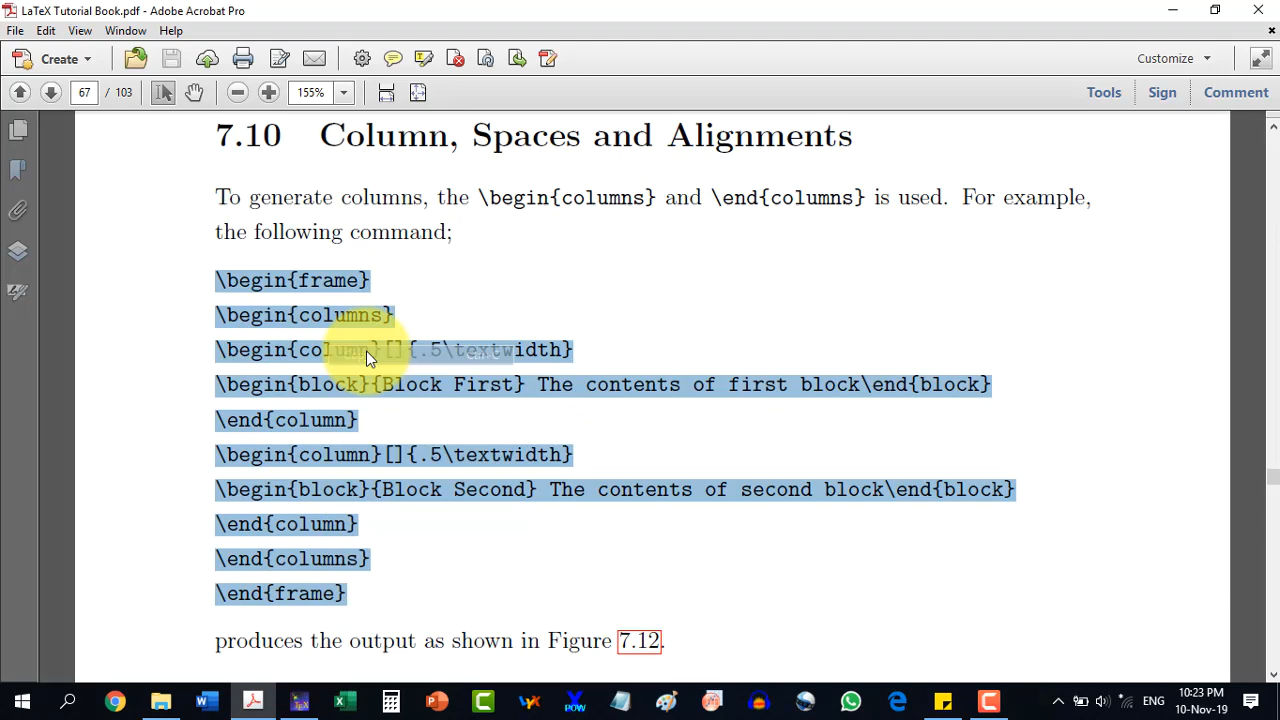 LaTeX Tutorial Book.pdf - Adobe Acrobat Pro
File Edit View Window Help
Create Customize
67 / 103 155% Tools Sign Comment
7.10 Column, Spaces and Alignments
To generate columns, the \begin{columns} and \end{columns} is used. For example,
the following command;
\begin{frame}
\begin{columns}
\begin{column}[]{.5\textwidth}
\begin{block}{Block First} The contents of first block\end{block}
\end{column}
\begin{column}[]{.5\textwidth}
\begin{block}{Block Second} The contents of second block\end{block}
\end{column}
\end{columns}
\end{frame}
produces the output as shown in Figure 7.12.
ENG
10:23 PM
10-Nov-19